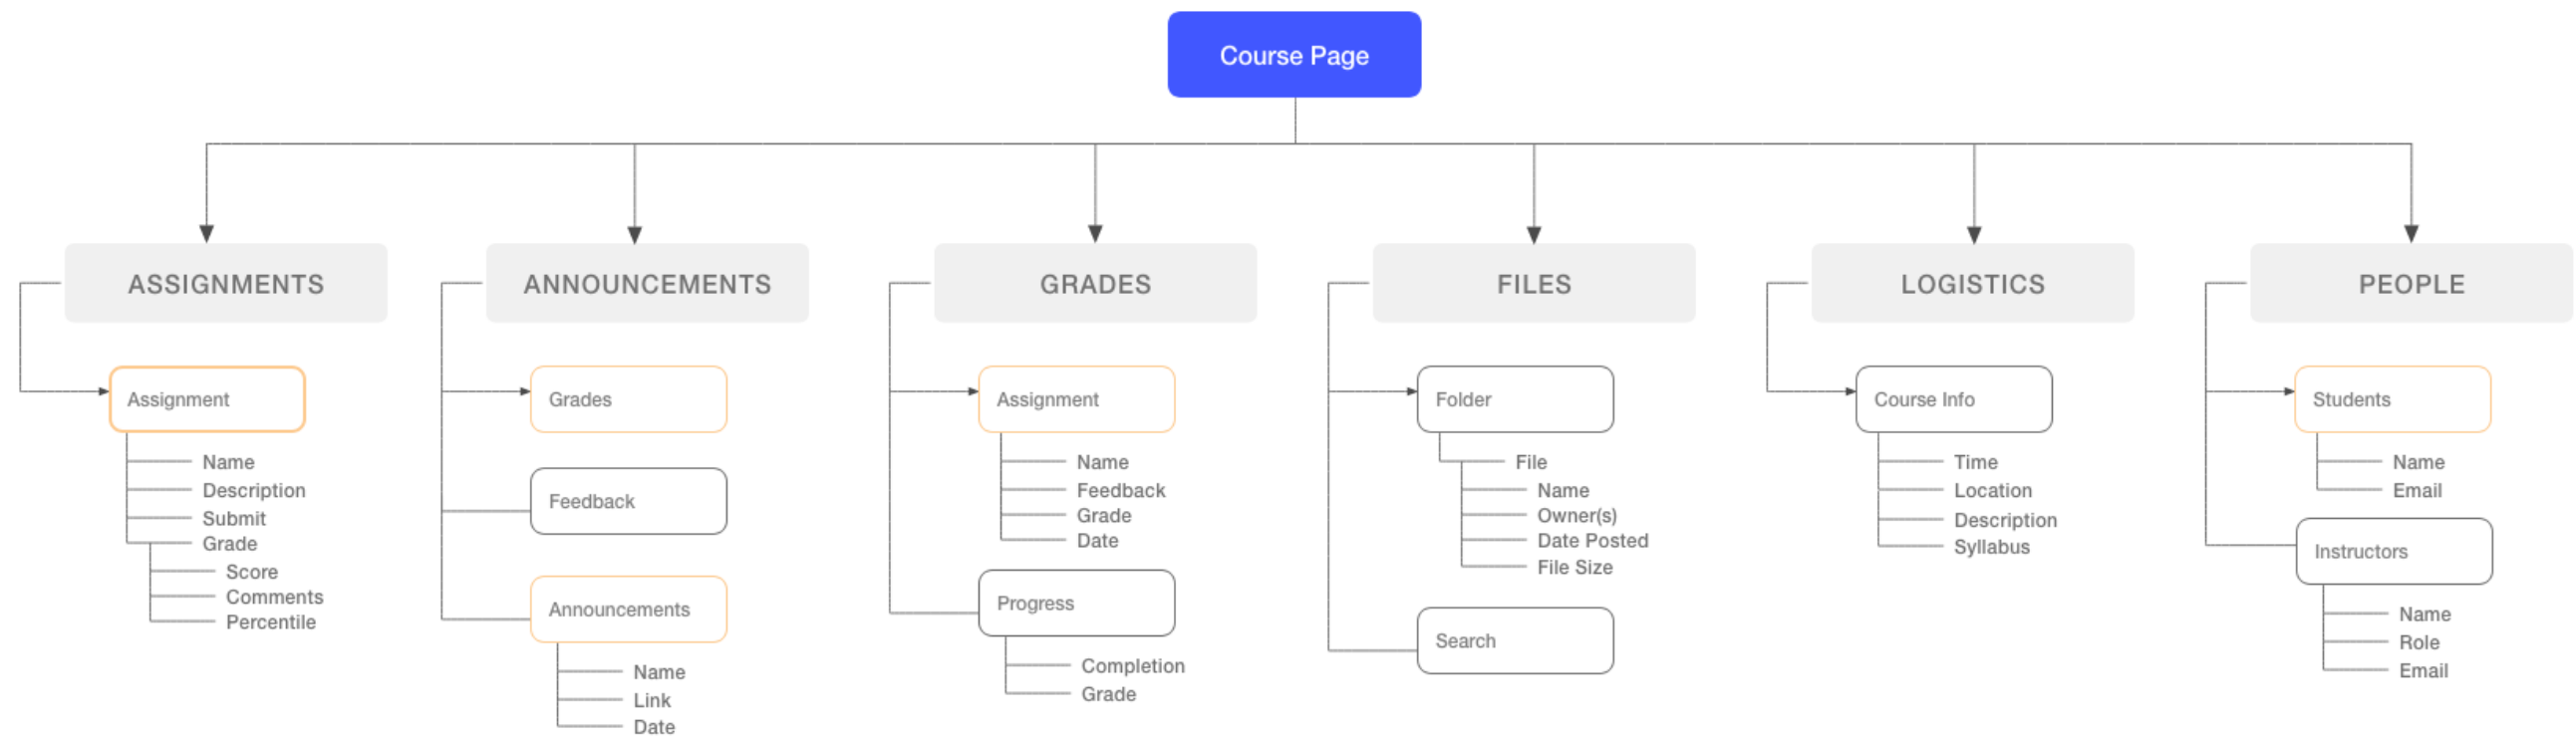 Course Page
ASSIGNMENTS
Assignment
Name
Description
Submit
Grade
Score
Comments
Percentile
ANNOUNCEMENTS
Grades
Feedback
Announcements
Name
Link
Date
GRADES
Assignment
Name
Feedback
Grade
Date
Progress
Completion
Grade
FILES
Folder
File
Name
Owner(s)
Date Posted
File Size
Search
LOGISTICS
Course Info
Time
Location
Description
Syllabus
PEOPLE
Students
Name
Email
Instructors
Name
Role
Email